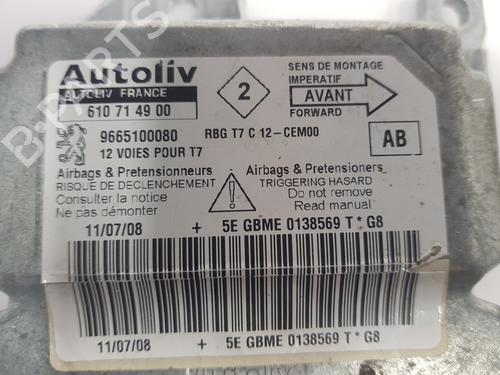 Autoliv
AUTOLIV FRANCE
610 71 49 00
2
SENS DE MONTAGE
IMPERATIF
AVANT
FORWARD
9665100080
RBG T7 C 12-CEM00
12 VOIES POUR T7
AB
Airbags & Pretensionneurs
RISQUE DE DECLENCHEMENT
Consulter la notice
Ne pas démonter
Airbags & Pretensioners
TRIGGERING HASARD
Do not remove
Read manual
11/07/08 + 5E GBME 0138569 T * G8
11/07/08 + 5E GBME 0138569 T * G8
B-PARTS